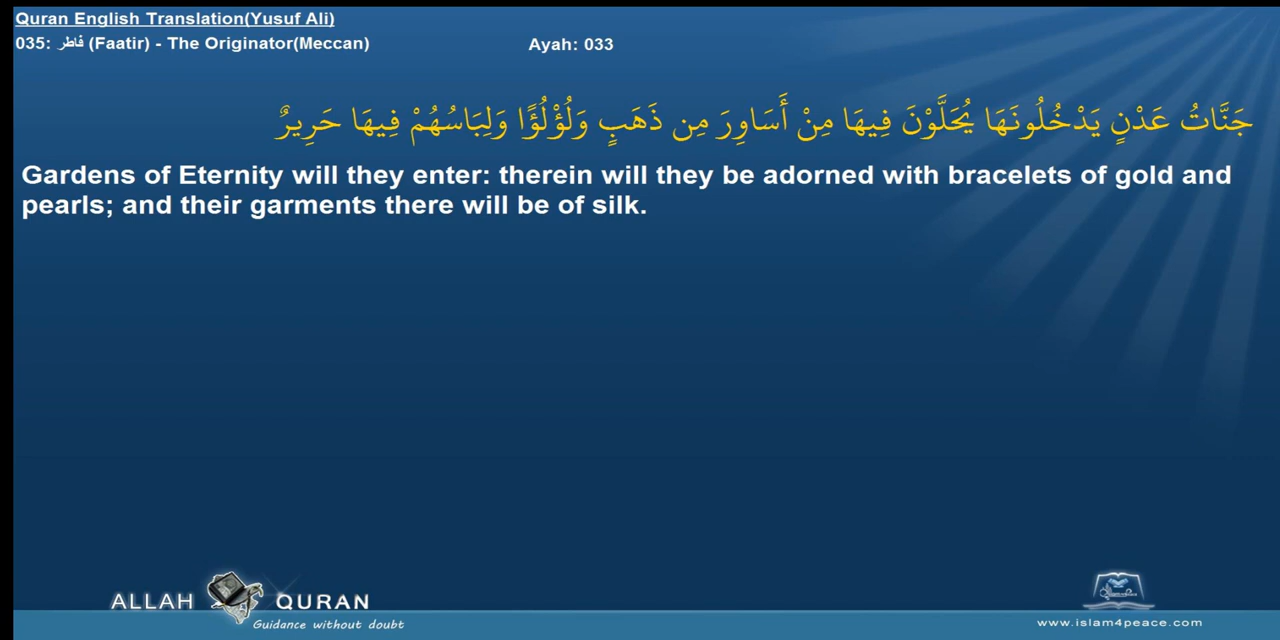 Quran English Translation(Yusuf Ali)
035: فاطر (Faatir) - The Originator(Meccan) Ayah: 033
جَنَّاتُ عَدْنٍ يَدْخُلُونَهَا يُحَلَّوْنَ فِيهَا مِنْ أَسَاوِرَ مِن ذَهَبٍ وَلُؤْلُؤًا وَلِبَاسُهُمْ فِيهَا حَرِيرٌ
Gardens of Eternity will they enter: therein will they be adorned with bracelets of gold and
pearls; and their garments there will be of silk.
ALLAH QURAN
Guidance without doubt
www.islam4peace.com